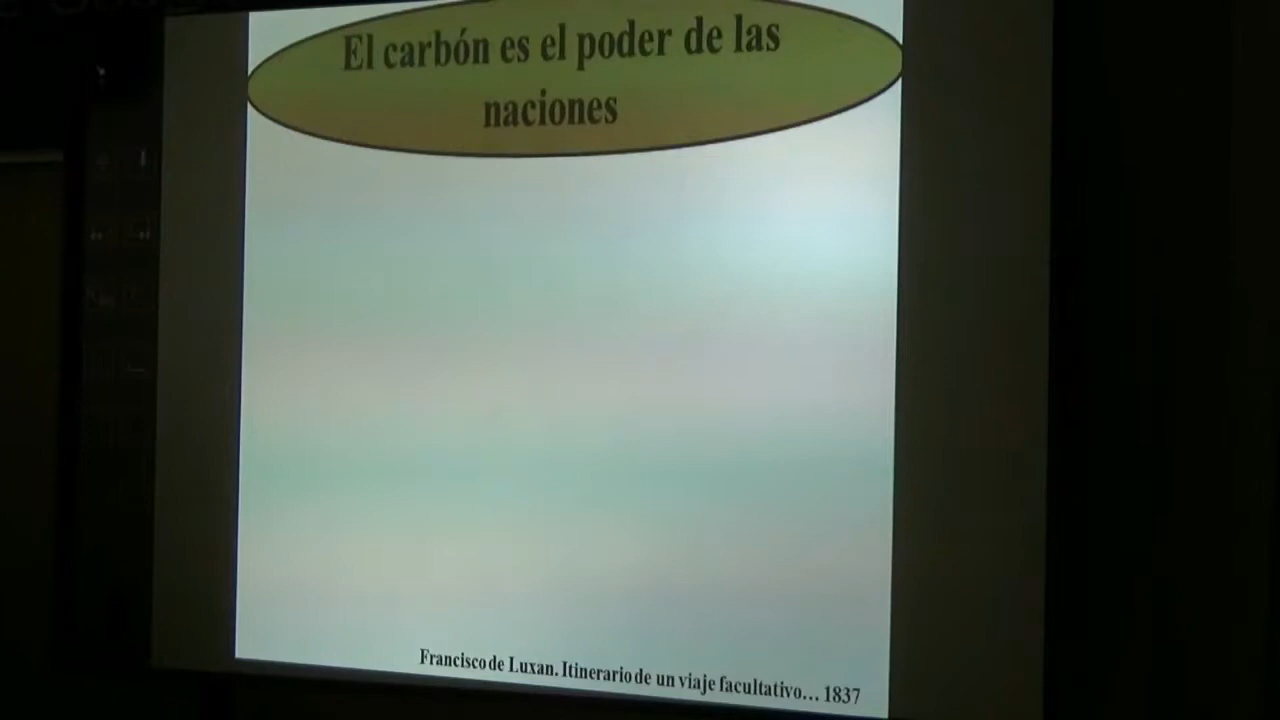 El carbón es el poder de las
naciones
Francisco de Luxan. Itinerario de un viaje facultativo... 1837